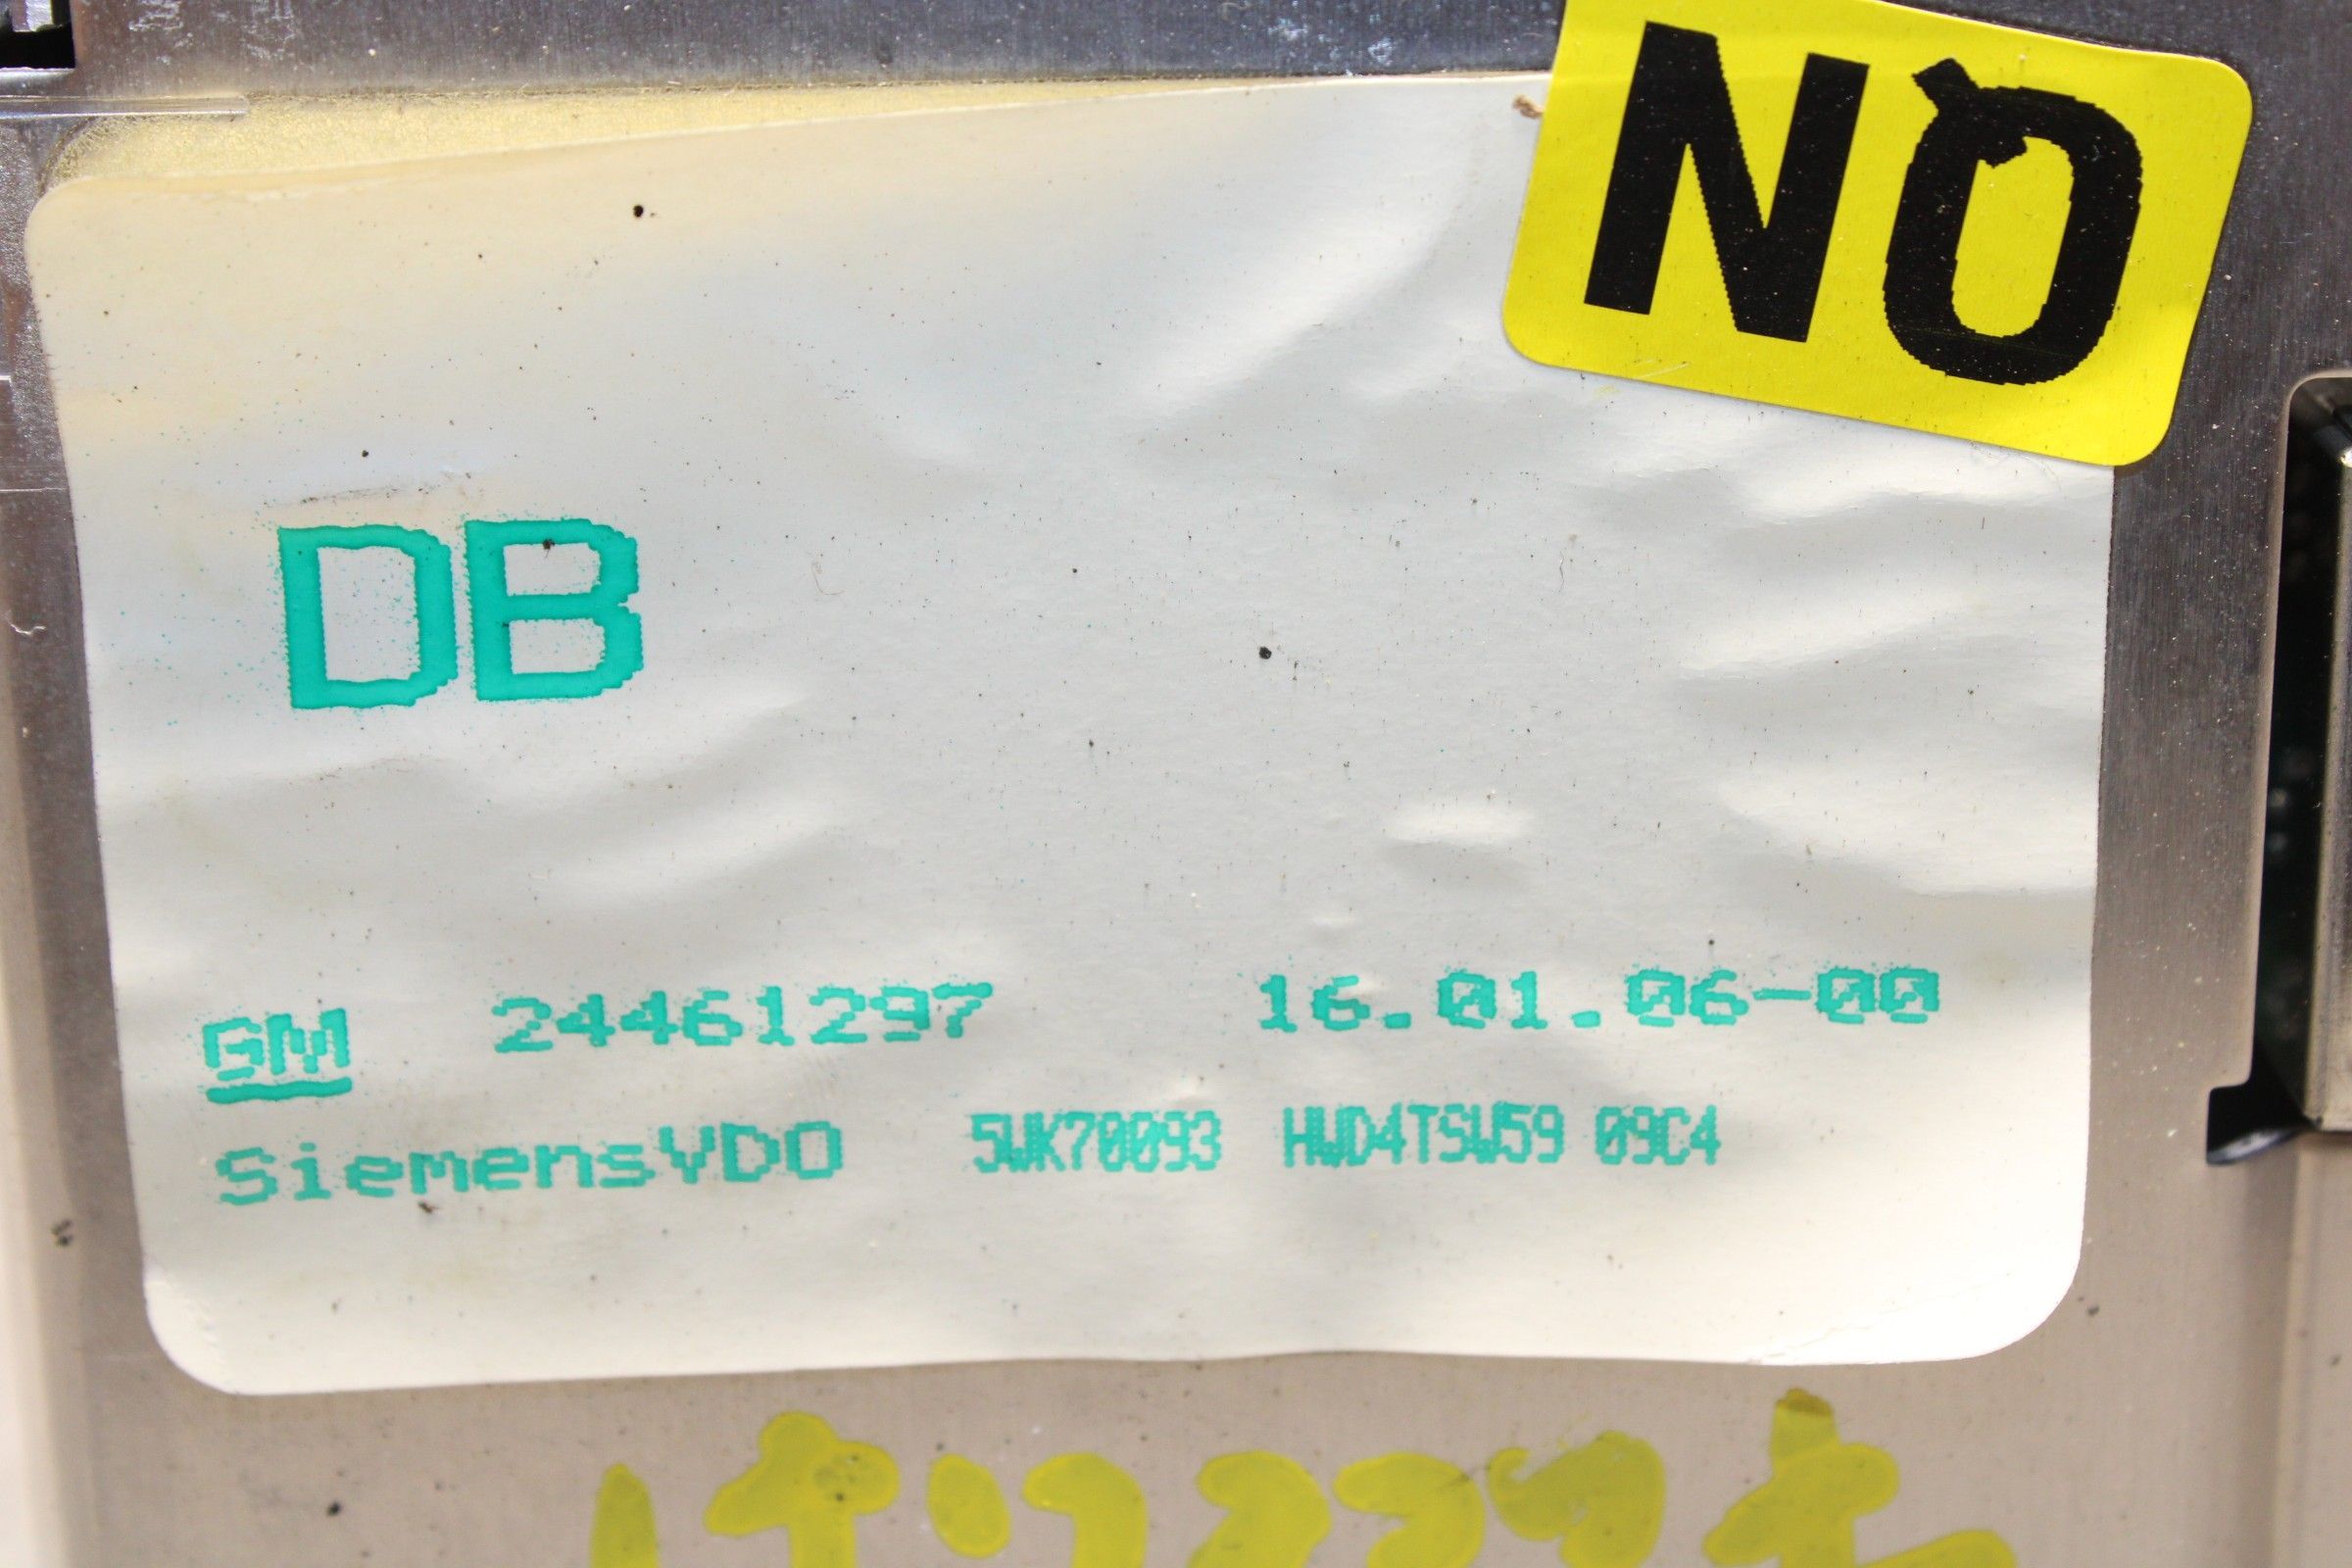 NO
DB
GM 24461297 16.01.06-00
SiemensVDO 5WK70093 HWD4TSW59 09C4